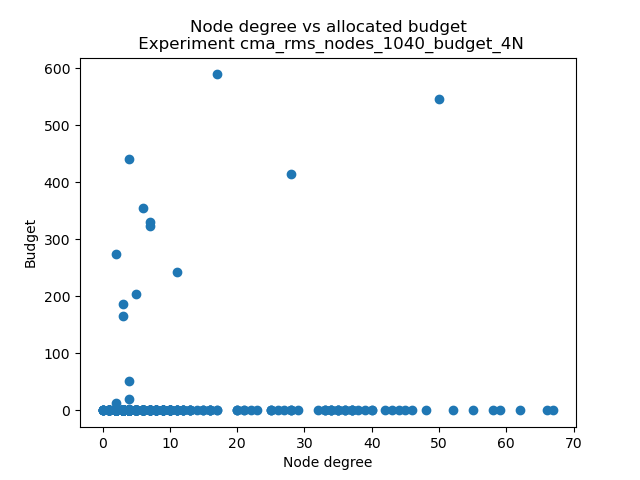 Node degree vs allocated budget
Experiment cma_rms_nodes_1040_budget_4N
600
500
400
300
200
100
0
Budget
0 10 20 30 40 50 60 70
Node degree